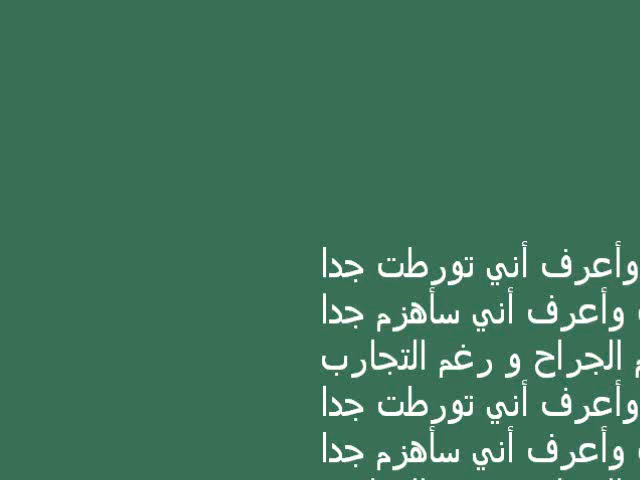 وأعرف أني تورطت جدا
وأعرف أني سأهزم جدا
الجراح و رغم التجارب
وأعرف أني تورطت جدا
وأعرف أني سأهزم جدا